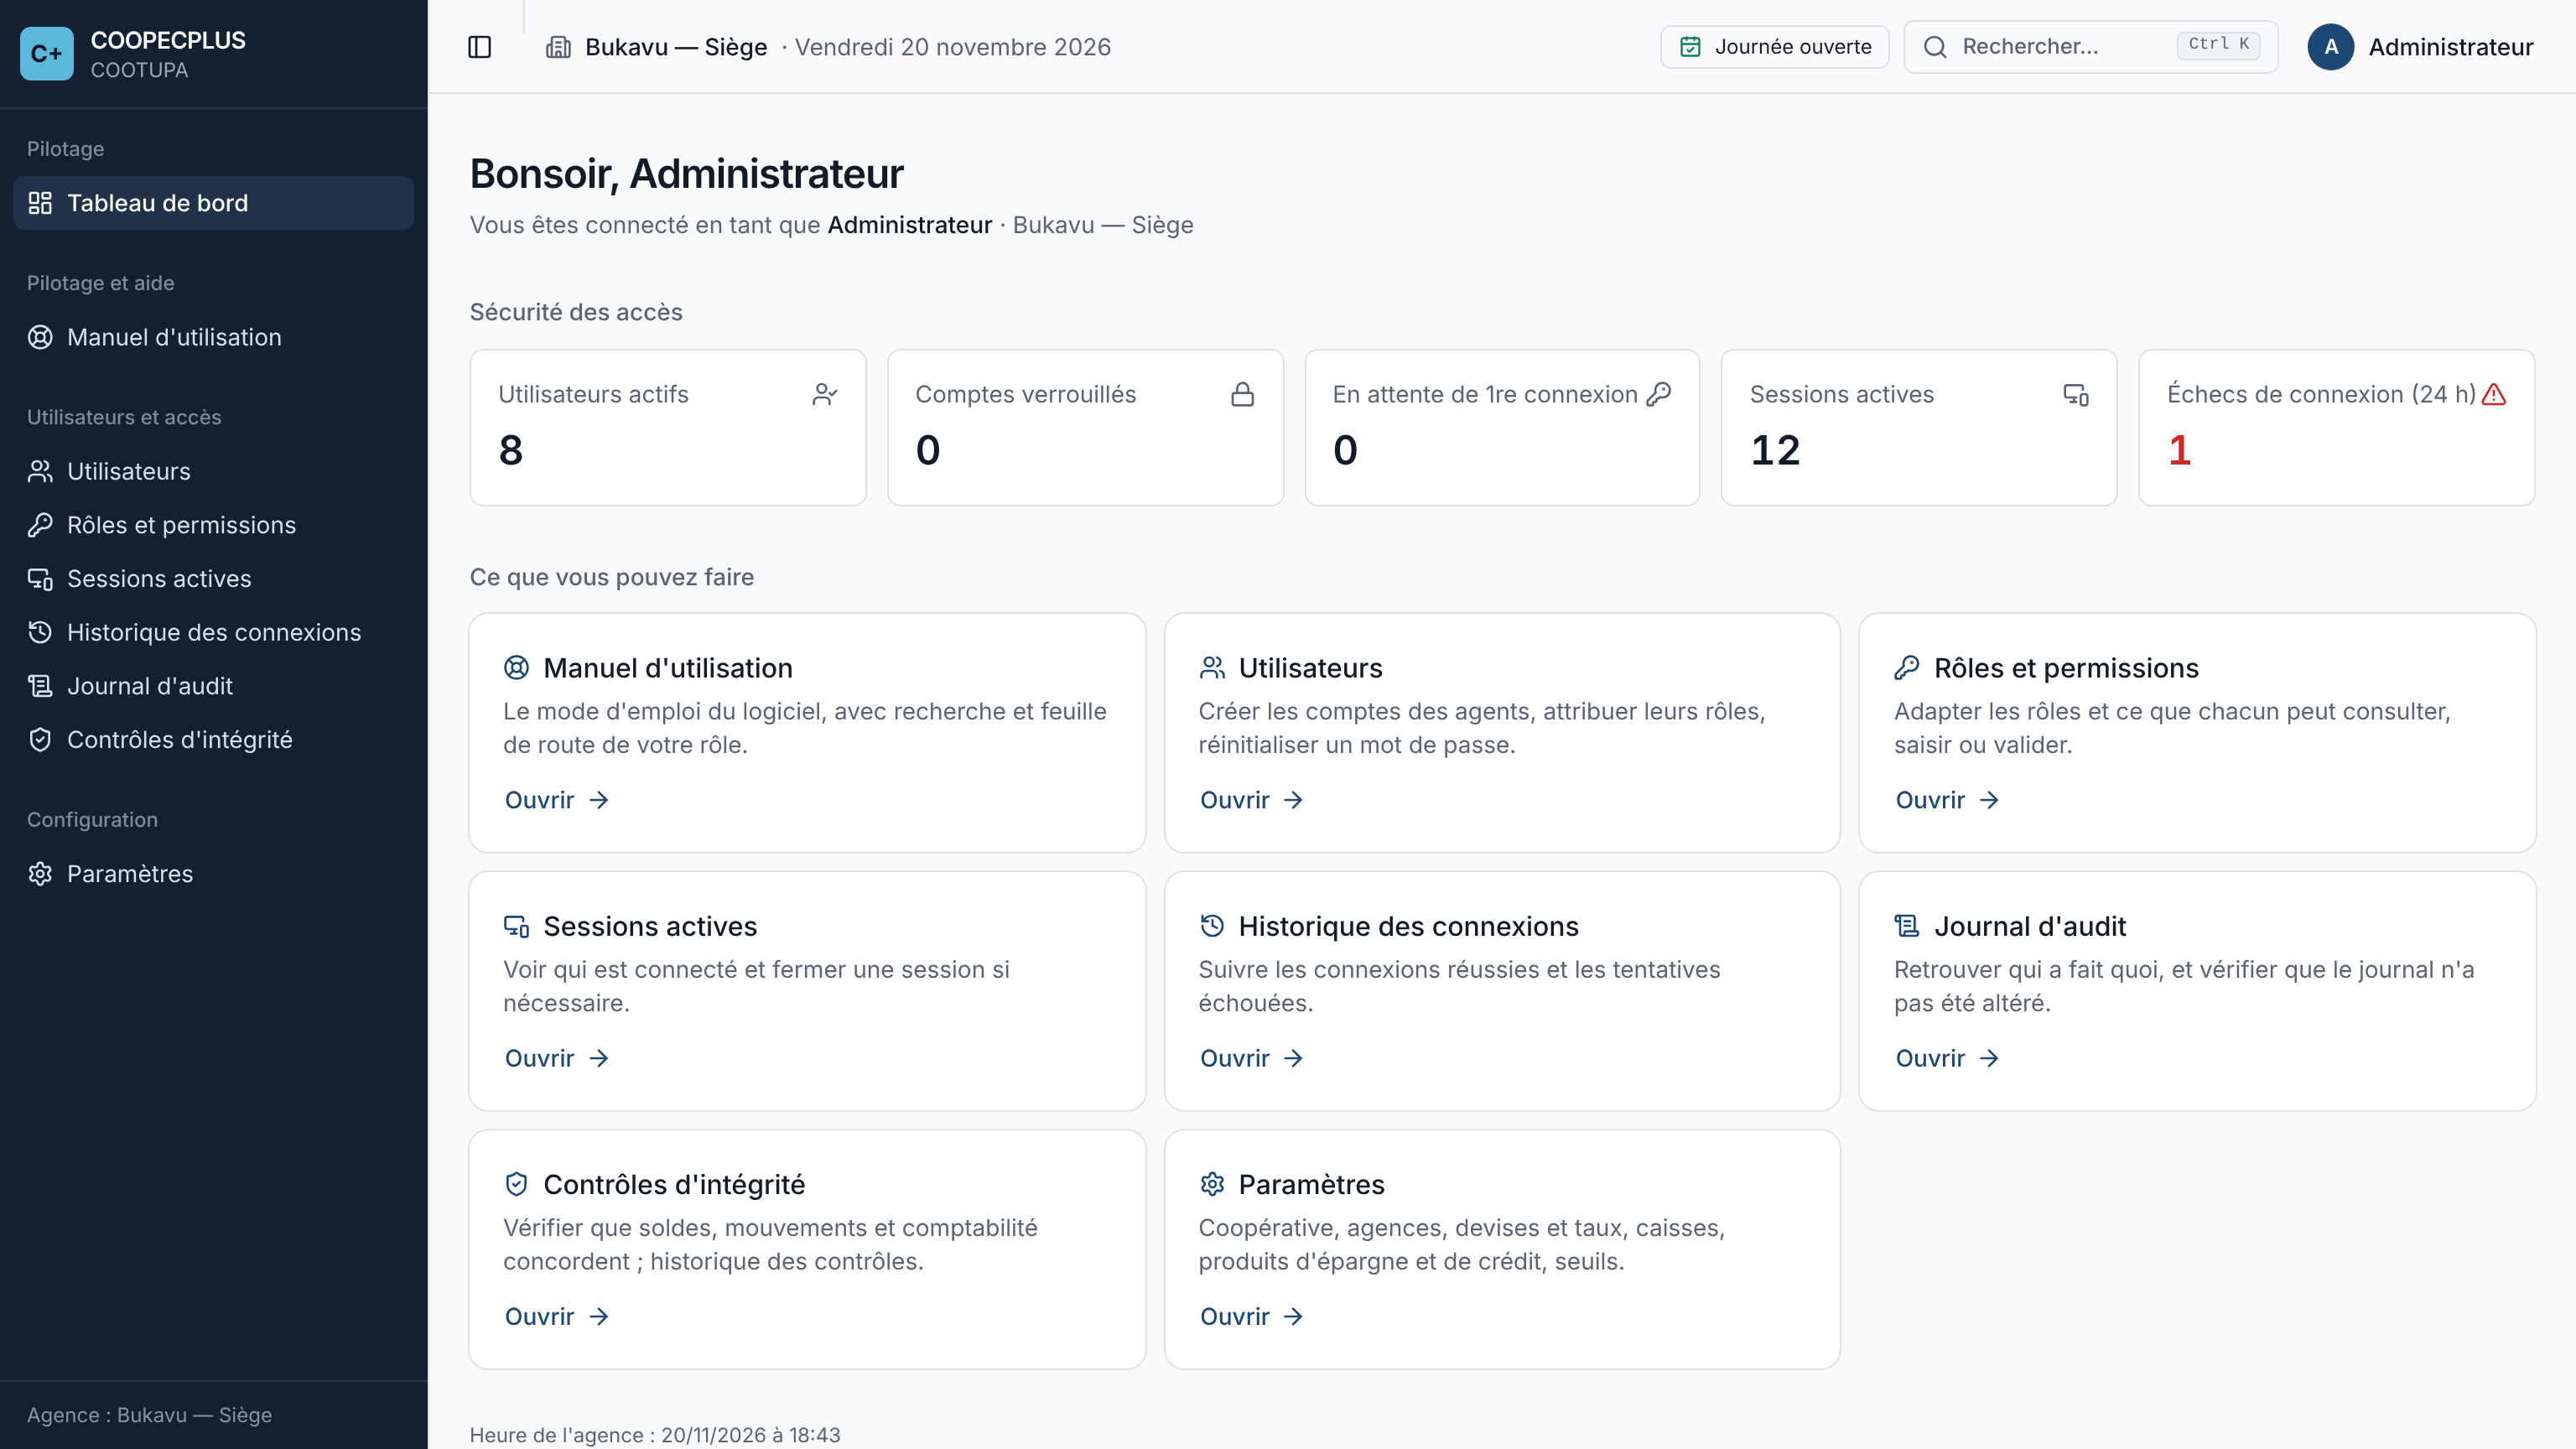 C+
COOPECPLUS
COOTUPA
Pilotage
Tableau de bord
Pilotage et aide
Manuel d'utilisation
Utilisateurs et accès
Utilisateurs
Rôles et permissions
Sessions actives
Historique des connexions
Journal d'audit
Contrôles d'intégrité
Configuration
Paramètres
Agence : Bukavu — Siège
Bukavu — Siège · Vendredi 20 novembre 2026
Journée ouverte
Rechercher...
Ctrl K
A
Administrateur
Bonsoir, Administrateur
Vous êtes connecté en tant que Administrateur · Bukavu — Siège
Sécurité des accès
Utilisateurs actifs
8
Comptes verrouillés
0
En attente de 1re connexion
0
Sessions actives
12
Échecs de connexion (24 h)
1
Ce que vous pouvez faire
Manuel d'utilisation
Le mode d'emploi du logiciel, avec recherche et feuille
de route de votre rôle.
Ouvrir
Utilisateurs
Créer les comptes des agents, attribuer leurs rôles,
réinitialiser un mot de passe.
Ouvrir
Rôles et permissions
Adapter les rôles et ce que chacun peut consulter,
saisir ou valider.
Ouvrir
Sessions actives
Voir qui est connecté et fermer une session si
nécessaire.
Ouvrir
Historique des connexions
Suivre les connexions réussies et les tentatives
échouées.
Ouvrir
Journal d'audit
Retrouver qui a fait quoi, et vérifier que le journal n'a
pas été altéré.
Ouvrir
Contrôles d'intégrité
Vérifier que soldes, mouvements et comptabilité
concordent ; historique des contrôles.
Ouvrir
Paramètres
Coopérative, agences, devises et taux, caisses,
produits d'épargne et de crédit, seuils.
Ouvrir
Heure de l'agence : 20/11/2026 à 18:43